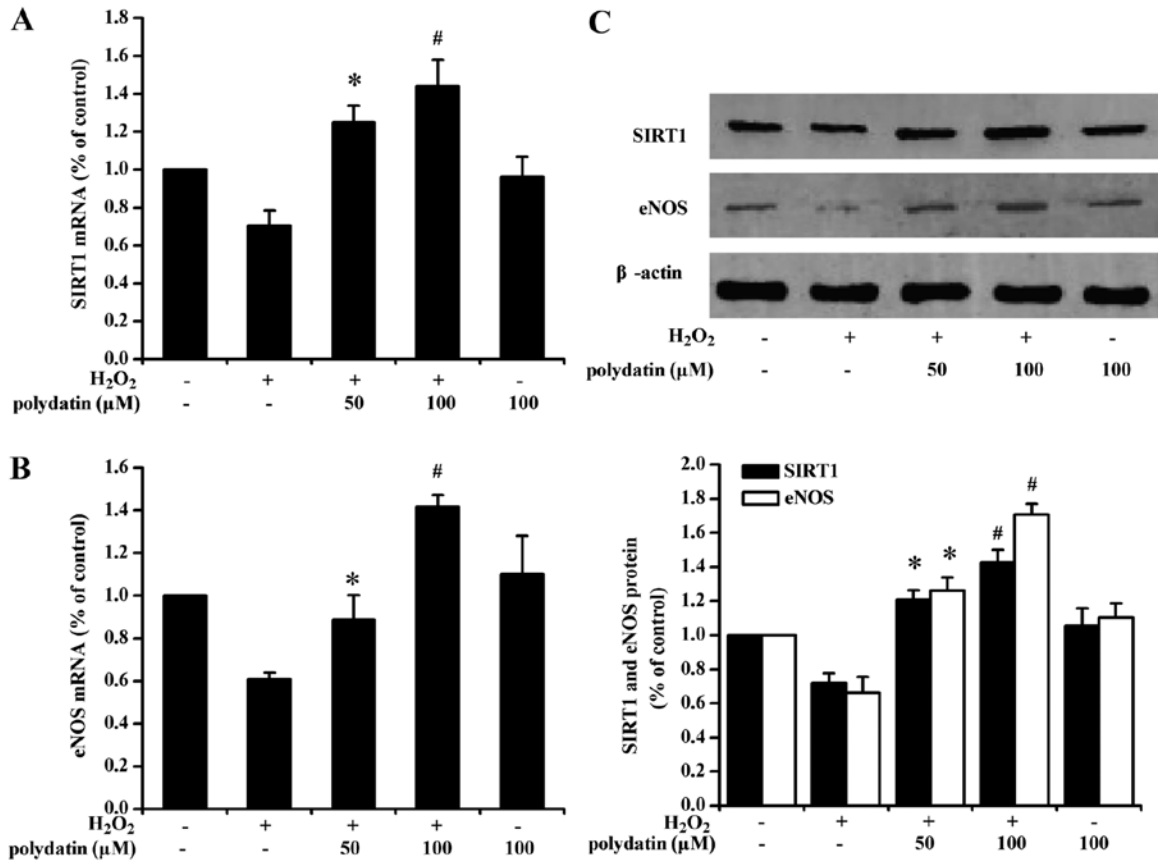 A
SIRT1 mRNA (% of control)
1.8
1.6
1.4
1.2
1.0
0.8
0.6
0.4
0.2
0.0
*
#
H₂O₂ - + + + -
polydatin (µM) - - 50 100 100
B
eNOS mRNA (% of control)
1.6
1.4
1.2
1.0
0.8
0.6
0.4
0.2
0.0
*
#
H₂O₂ - + + + -
polydatin (µM) - - 50 100 100
C
SIRT1
eNOS
β -actin
H₂O₂ - + + + -
polydatin (µM) - - 50 100 100
SIRT1 and eNOS protein
(% of control)
2.0
1.8
1.6
1.4
1.2
1.0
0.8
0.6
0.4
0.2
0.0
SIRT1
eNOS
* * # #
H₂O₂ - + + + -
polydatin (µM) - - 50 100 100